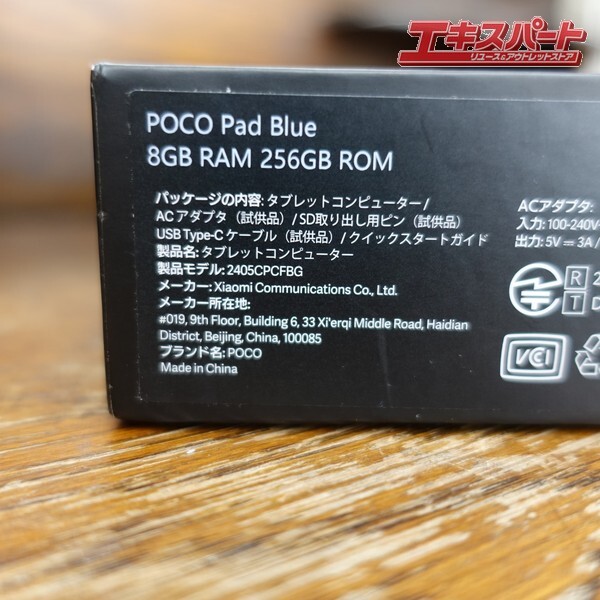 エキスパート
リユース&アウトレットストア
POCO Pad Blue
8GB RAM 256GB ROM
パッケージの内容: タブレットコンピューター /
AC アダプタ（試供品）/ SD取り出し用ピン（試供品）
USB Type-C ケーブル（試供品）/ クイックスタートガイド
製品名: タブレットコンピューター
製品モデル: 2405CPCFBG
メーカー: Xiaomi Communications Co., Ltd.
メーカー所在地:
#019, 9th Floor, Building 6, 33 Xi'erqi Middle Road, Haidian
District, Beijing, China, 100085
ブランド名: POCO
Made in China
ACアダプタ:
入力: 100-240V
出力: 5V = 3A /
R 2
T D
VCCI